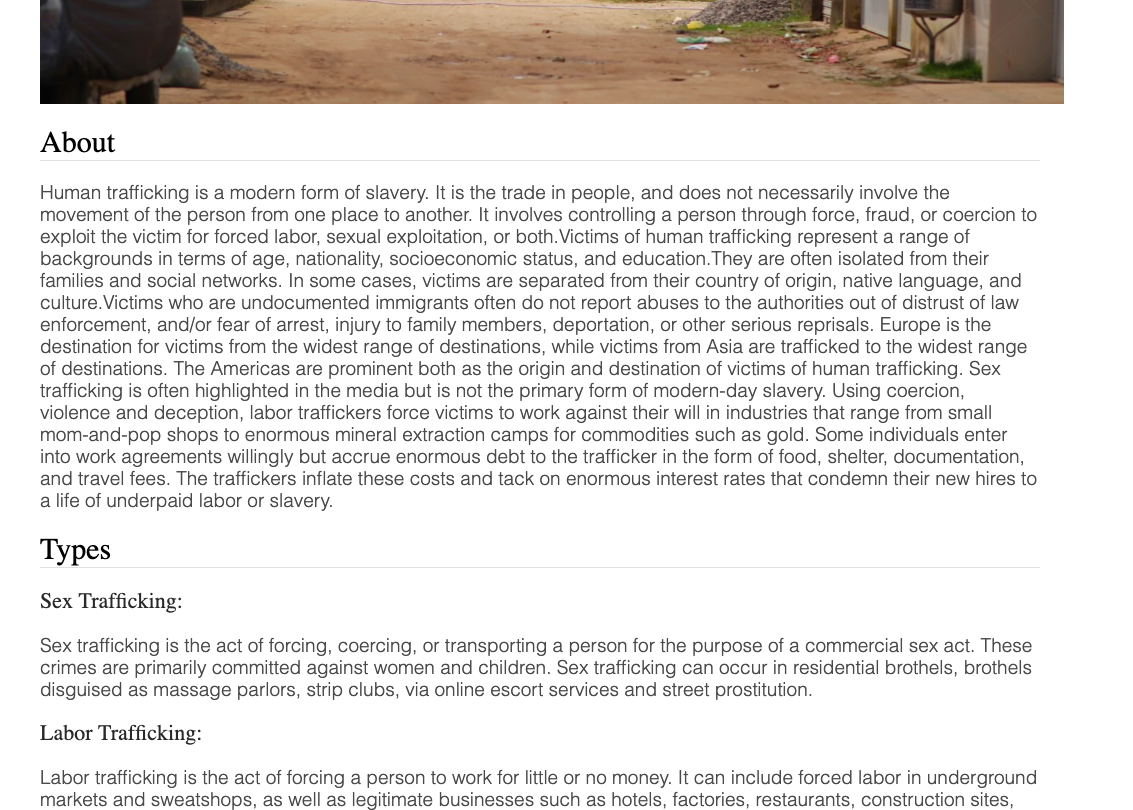 About
Human trafficking is a modern form of slavery. It is the trade in people, and does not necessarily involve the
movement of the person from one place to another. It involves controlling a person through force, fraud, or coercion to
exploit the victim for forced labor, sexual exploitation, or both.Victims of human trafficking represent a range of
backgrounds in terms of age, nationality, socioeconomic status, and education.They are often isolated from their
families and social networks. In some cases, victims are separated from their country of origin, native language, and
culture.Victims who are undocumented immigrants often do not report abuses to the authorities out of distrust of law
enforcement, and/or fear of arrest, injury to family members, deportation, or other serious reprisals. Europe is the
destination for victims from the widest range of destinations, while victims from Asia are trafficked to the widest range
of destinations. The Americas are prominent both as the origin and destination of victims of human trafficking. Sex
trafficking is often highlighted in the media but is not the primary form of modern-day slavery. Using coercion,
violence and deception, labor traffickers force victims to work against their will in industries that range from small
mom-and-pop shops to enormous mineral extraction camps for commodities such as gold. Some individuals enter
into work agreements willingly but accrue enormous debt to the trafficker in the form of food, shelter, documentation,
and travel fees. The traffickers inflate these costs and tack on enormous interest rates that condemn their new hires to
a life of underpaid labor or slavery.
Types
Sex Trafficking:
Sex trafficking is the act of forcing, coercing, or transporting a person for the purpose of a commercial sex act. These
crimes are primarily committed against women and children. Sex trafficking can occur in residential brothels, brothels
disguised as massage parlors, strip clubs, via online escort services and street prostitution.
Labor Trafficking:
Labor trafficking is the act of forcing a person to work for little or no money. It can include forced labor in underground
markets and sweatshops, as well as legitimate businesses such as hotels, factories, restaurants, construction sites,